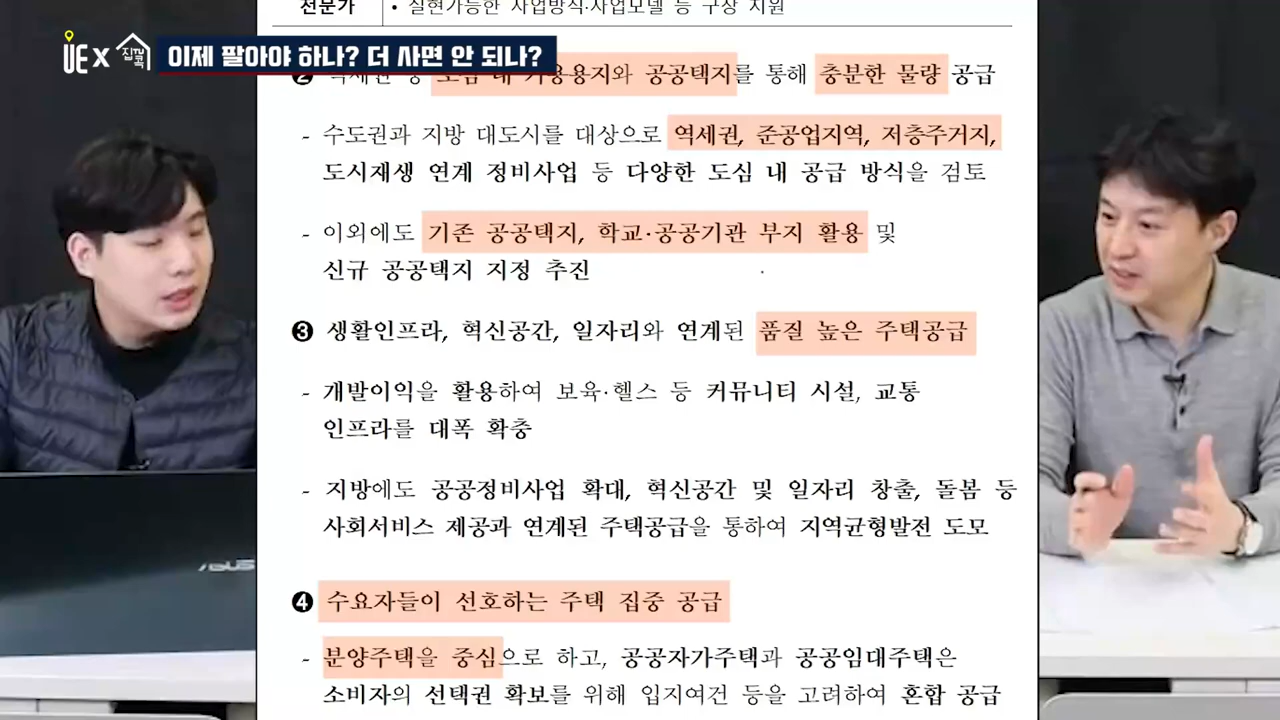 전문가 • 실현가능한 사업방식·사업모델 등 구상 지원
UE X 집꾹
이제 팔아야 하나? 더 사면 안 되나?
❷ 도심 내 가용용지와 공공택지를 통해 충분한 물량 공급
- 수도권과 지방 대도시를 대상으로 역세권, 준공업지역, 저층주거지,
도시재생 연계 정비사업 등 다양한 도심 내 공급 방식을 검토
- 이외에도 기존 공공택지, 학교·공공기관 부지 활용 및
신규 공공택지 지정 추진
❸ 생활인프라, 혁신공간, 일자리와 연계된 품질 높은 주택공급
- 개발이익을 활용하여 보육·헬스 등 커뮤니티 시설, 교통
인프라를 대폭 확충
- 지방에도 공공정비사업 확대, 혁신공간 및 일자리 창출, 돌봄 등
사회서비스 제공과 연계된 주택공급을 통하여 지역균형발전 도모
❹ 수요자들이 선호하는 주택 집중 공급
- 분양주택을 중심으로 하고, 공공자가주택과 공공임대주택은
소비자의 선택권 확보를 위해 입지여건 등을 고려하여 혼합 공급
ASUS